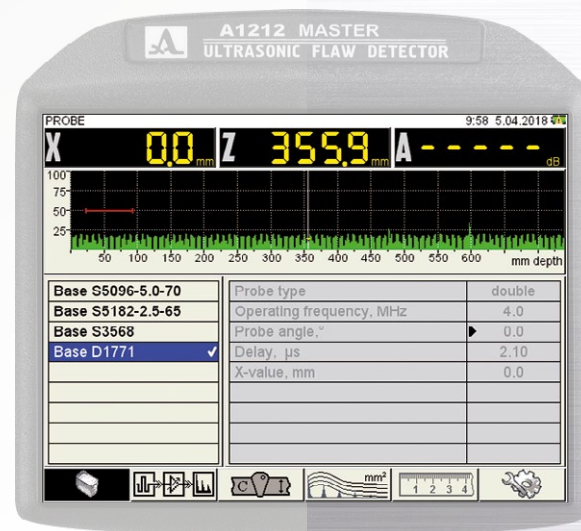 A1212 MASTER
ULTRASONIC FLAW DETECTOR
PROBE 9:58 5.04.2018
X 0.0 mm Z 355.9 mm A - - - - - dB
100
75
50
25
50 100 150 200 250 300 350 400 450 500 550 600 mm depth
Base S5096-5.0-70 Probe type double
Base S5182-2.5-65 Operating frequency, MHz 4.0
Base S3568 Probe angle,° 0.0
Base D1771 ✓ Delay, µs 2.10
X-value, mm 0.0
C mm² 1 2 3 4